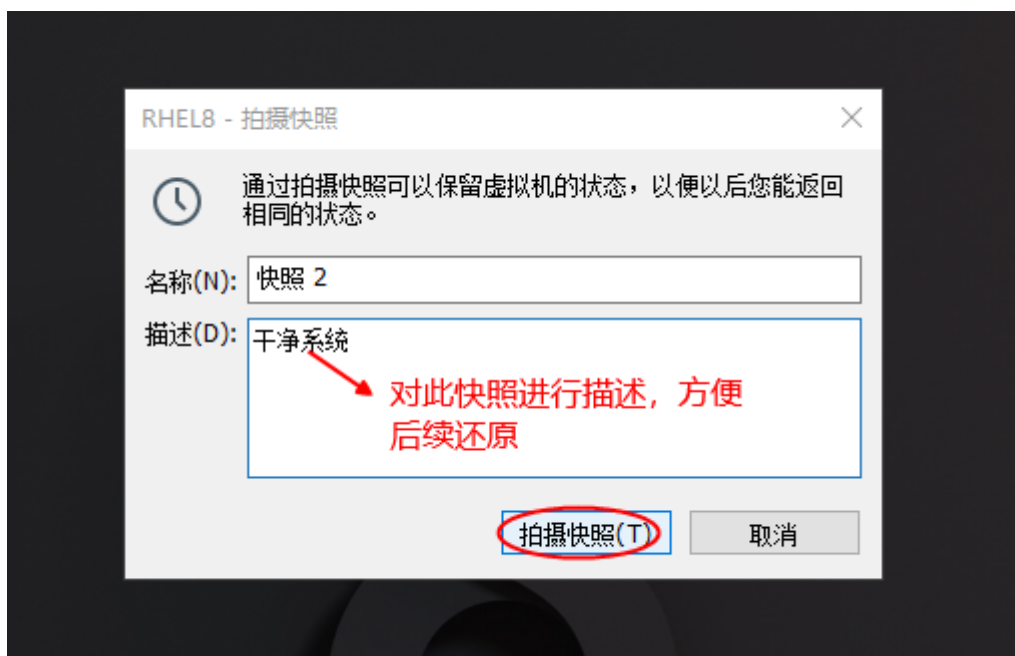 RHEL8 - 拍摄快照
通过拍摄快照可以保留虚拟机的状态，以便以后您能返回
相同的状态。
名称(N): 快照 2
描述(D): 干净系统
对此快照进行描述，方便
后续还原
拍摄快照(T) 取消